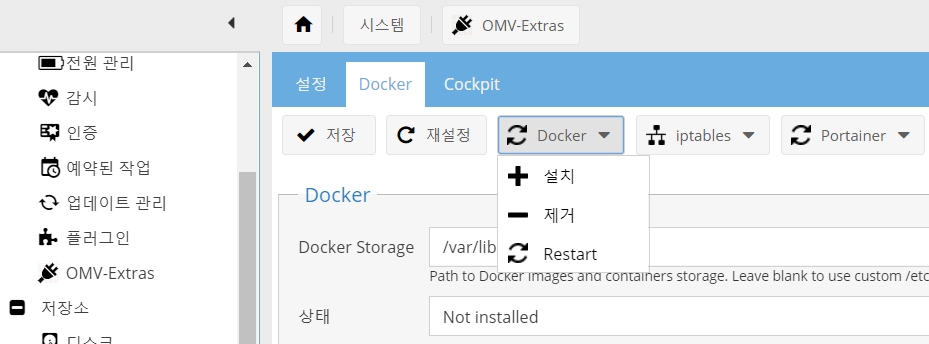 시스템
OMV-Extras
전원 관리
감시
인증
예약된 작업
업데이트 관리
플러그인
OMV-Extras
저장소
디스크
설정
Docker
Cockpit
저장
재설정
Docker
iptables
Portainer
설치
제거
Restart
Docker
Docker Storage
/var/lib
Path to Docker images and containers storage. Leave blank to use custom /etc
상태
Not installed